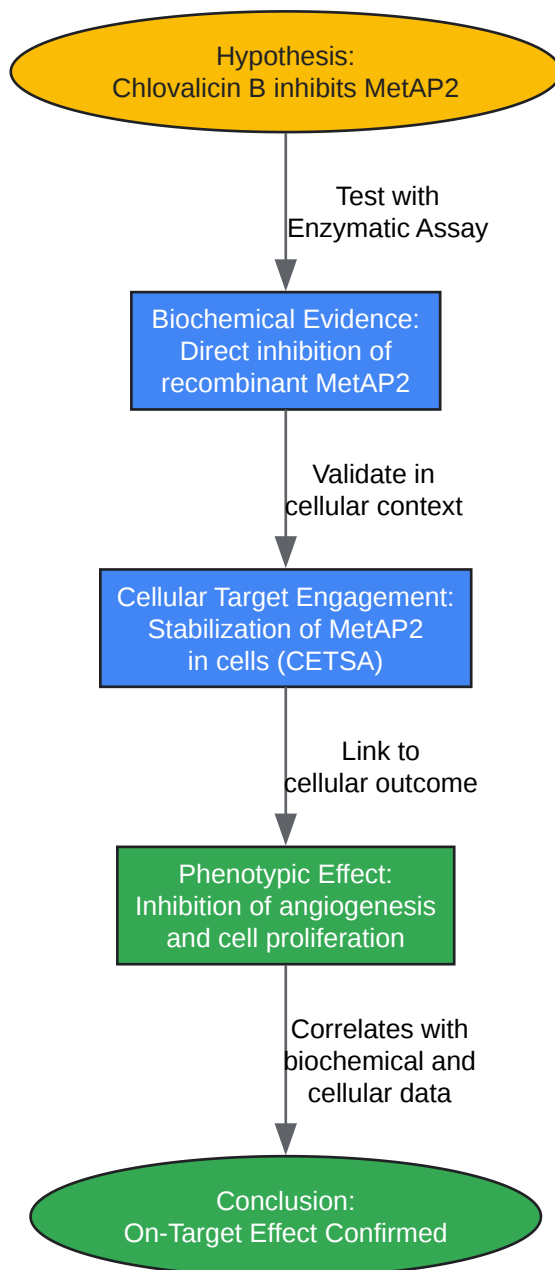 Hypothesis:
Chlovalicin B inhibits MetAP2
Test with
Enzymatic Assay
Biochemical Evidence:
Direct inhibition of
recombinant MetAP2
Validate in
cellular context
Cellular Target Engagement:
Stabilization of MetAP2
in cells (CETSA)
Link to
cellular outcome
Phenotypic Effect:
Inhibition of angiogenesis
and cell proliferation
Correlates with
biochemical and
cellular data
Conclusion:
On-Target Effect Confirmed